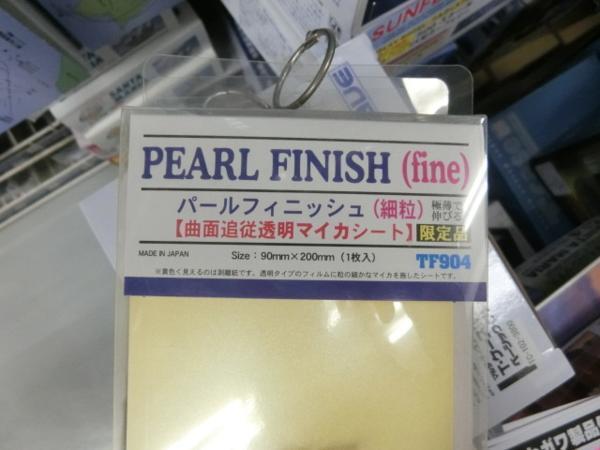 PEARL FINISH (fine)
パールフィニッシュ(細粒)
極薄で
伸びる
【曲面追従透明マイカシート】
限定品
MADE IN JAPAN
Size：90mm×200mm（1枚入）
TF904
※黄色く見えるのは剥離紙です。透明タイプのフィルムに粒の細かなマイカを施したシートです。
SUNF
TC-102-3800